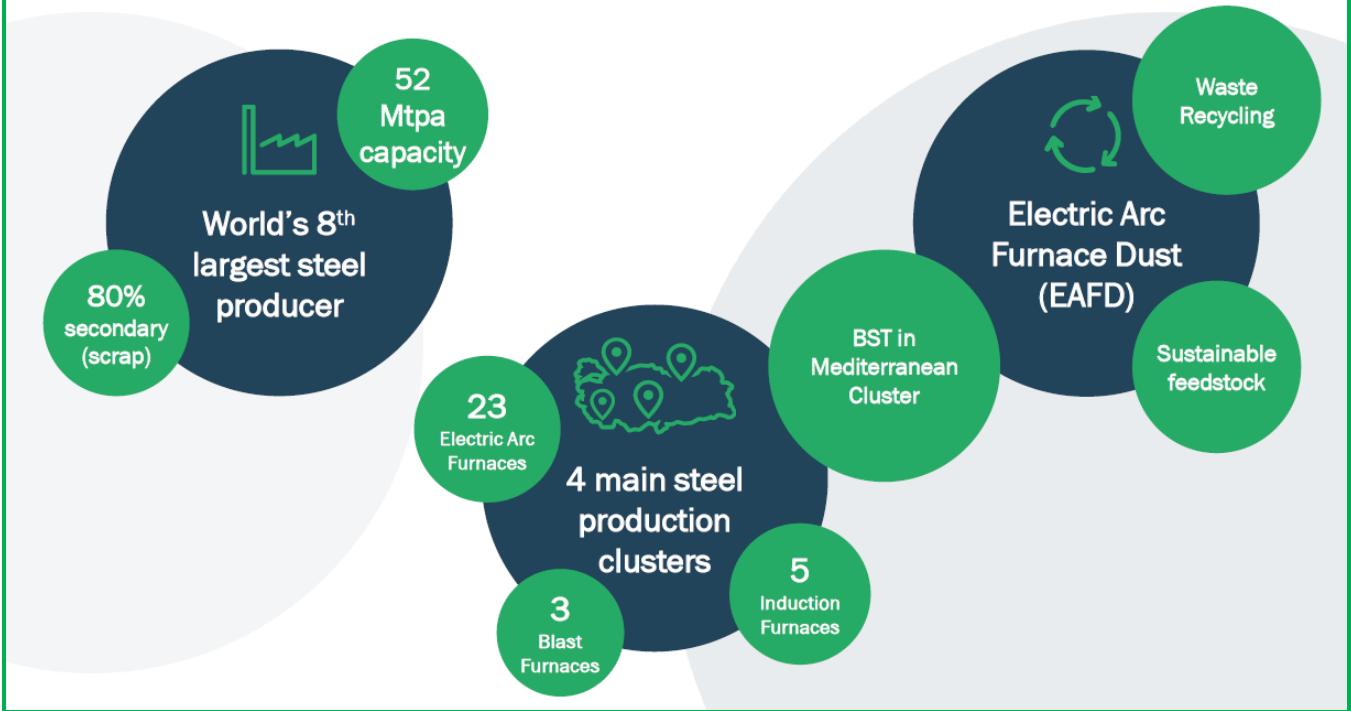 52
Mtpa
capacity
World's 8th
largest steel
producer
80%
secondary
(scrap)
23
Electric Arc
Furnaces
4 main steel
production
clusters
3
Blast
Furnaces
5
Induction
Furnaces
BST in
Mediterranean
Cluster
Waste
Recycling
Electric Arc
Furnace Dust
(EAFD)
Sustainable
feedstock